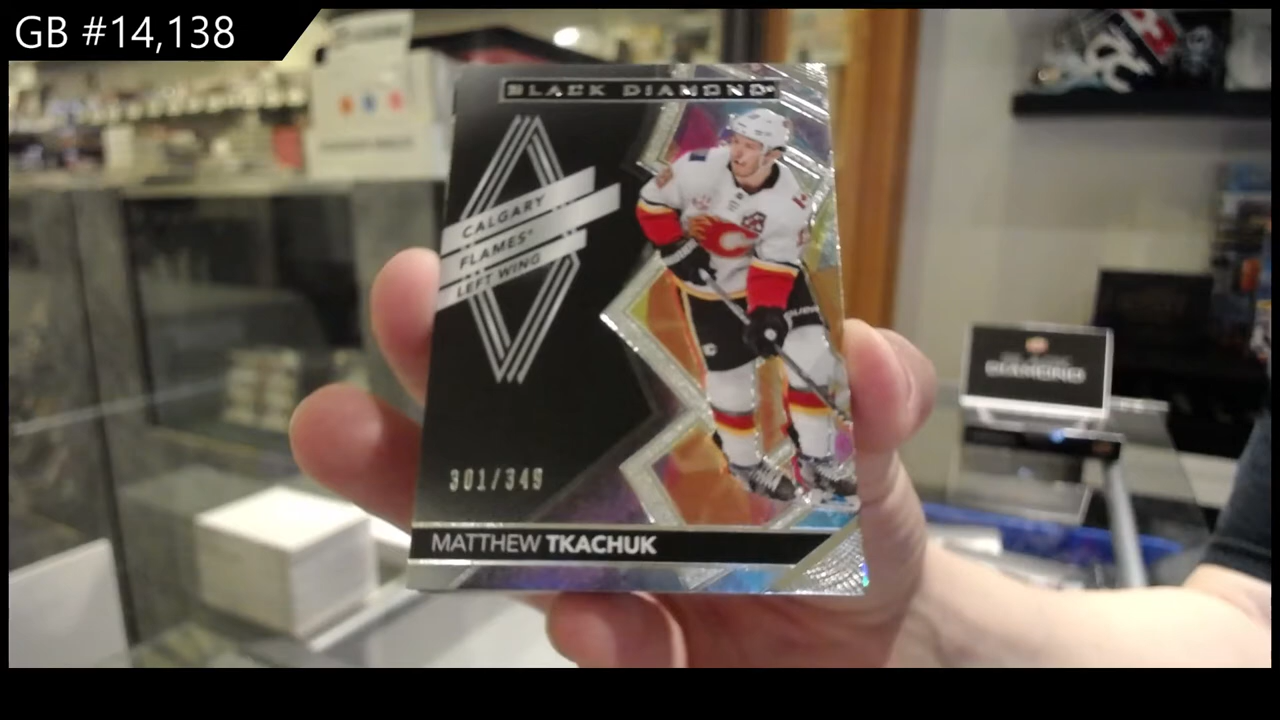 GB #14,138
BLACK DIAMOND
CALGARY
FLAMES
LEFT WING
301/349
MATTHEW TKACHUK
DIAMOND